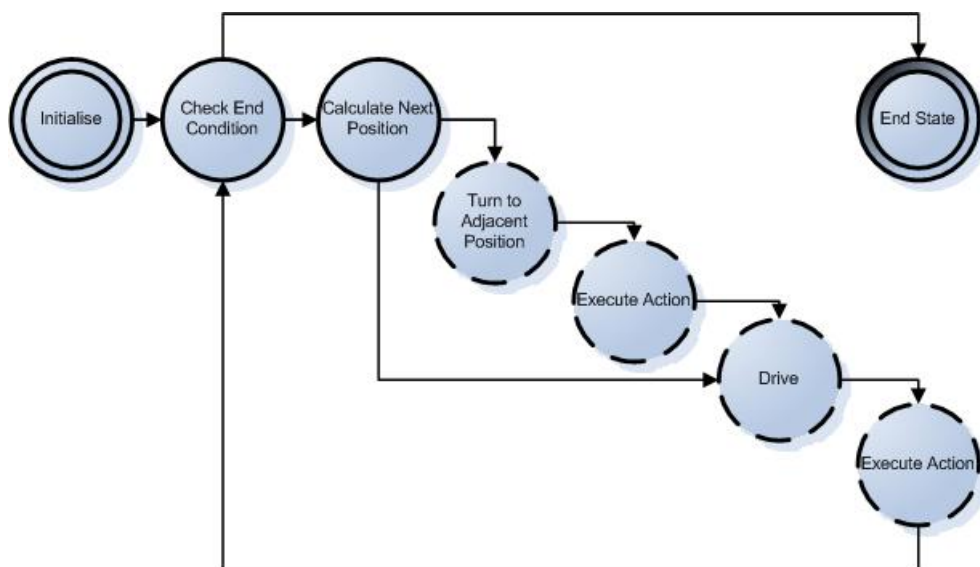 Initialise
Check End
Condition
Calculate Next
Position
End State
Turn to
Adjacent
Position
Execute Action
Drive
Execute Action